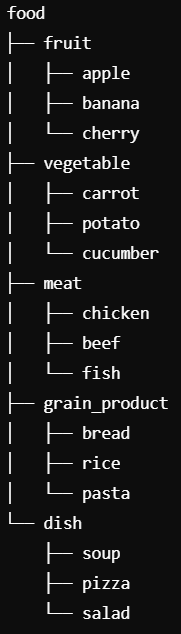 food
├── fruit
│   ├── apple
│   ├── banana
│   └── cherry
├── vegetable
│   ├── carrot
│   ├── potato
│   └── cucumber
├── meat
│   ├── chicken
│   ├── beef
│   └── fish
├── grain_product
│   ├── bread
│   ├── rice
│   └── pasta
└── dish
    ├── soup
    ├── pizza
    └── salad